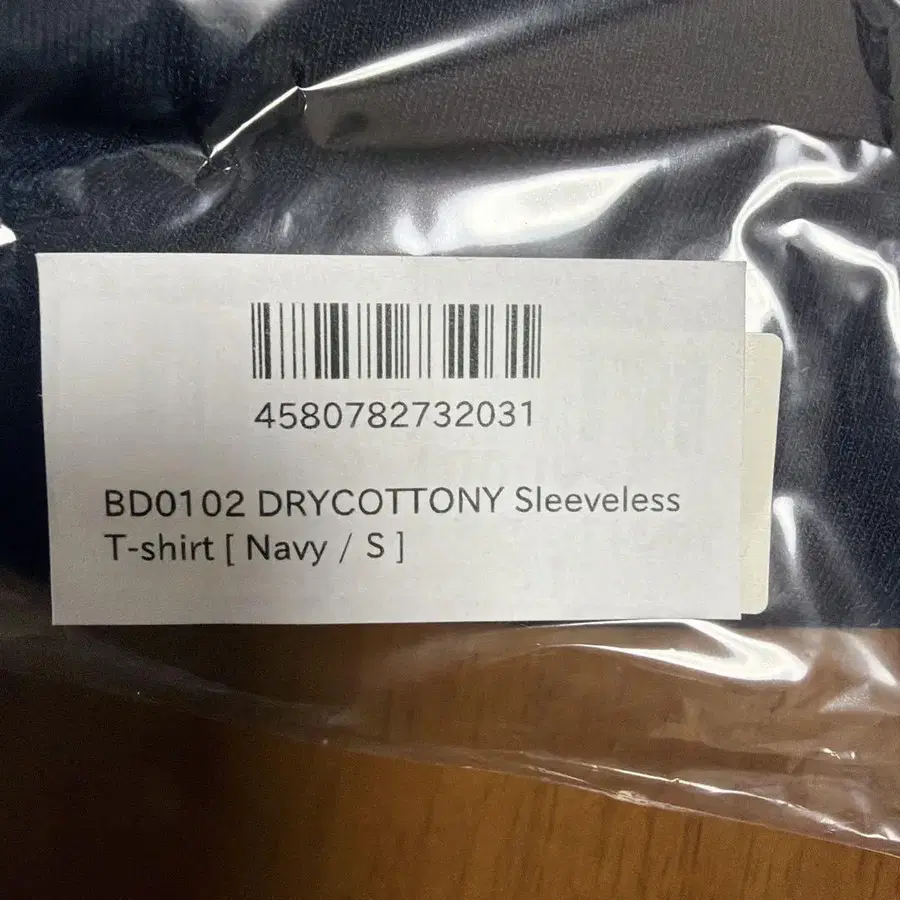 4580782732031
BD0102 DRYCOTTONY Sleeveless
T-shirt [ Navy / S ]